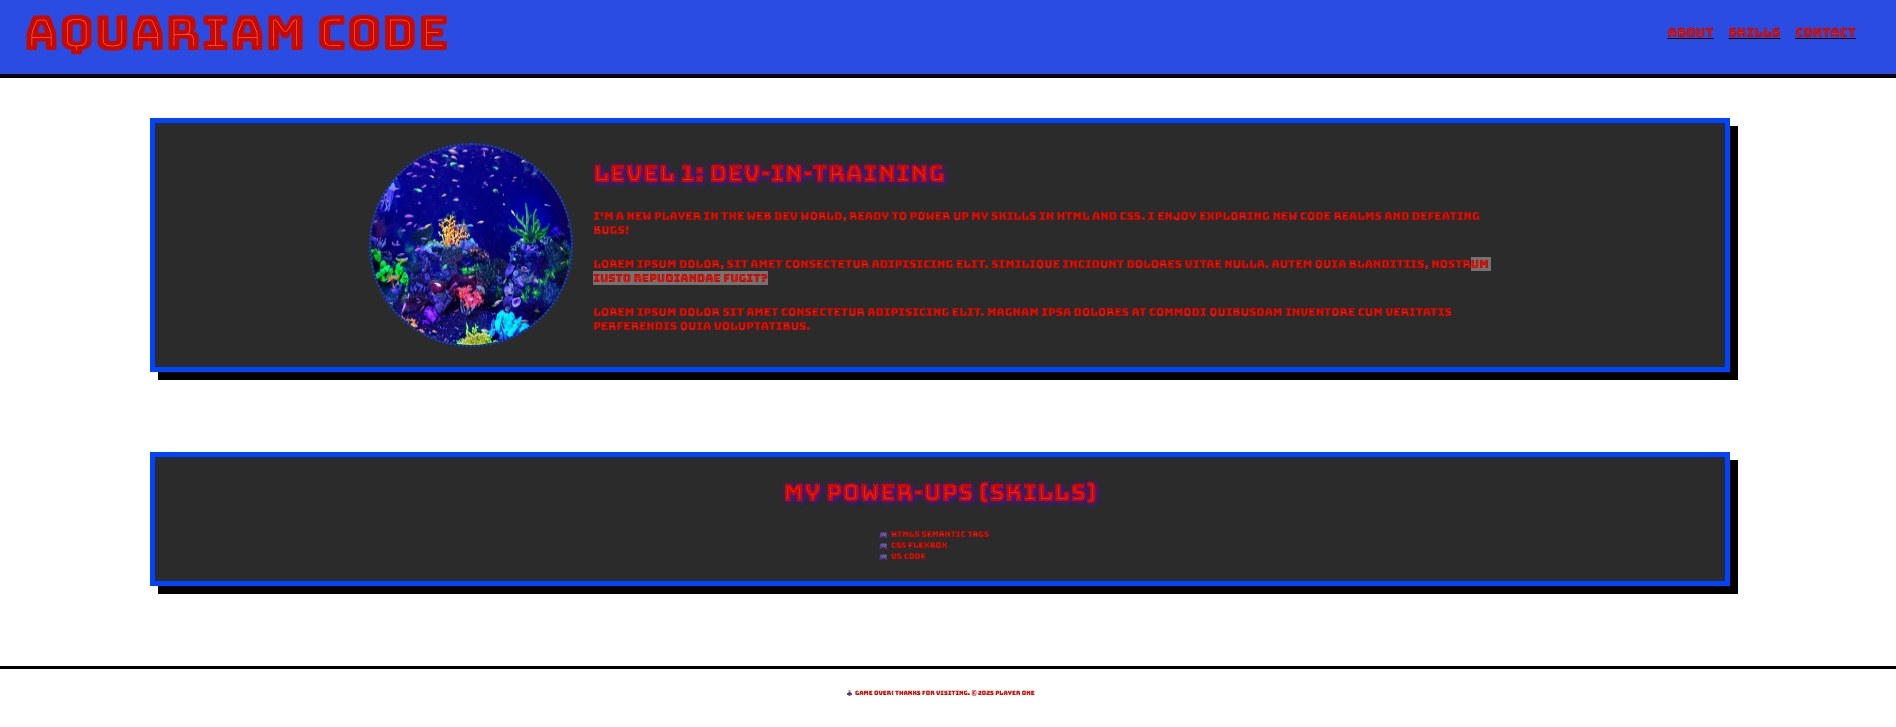 AQUARIAM CODE
ABOUT SKILLS CONTACT
LEVEL 1: DEV-IN-TRAINING
I'M A NEW PLAYER IN THE WEB DEV WORLD, READY TO POWER UP MY SKILLS IN HTML AND CSS. I ENJOY EXPLORING NEW CODE REALMS AND DEFEATING
BUGS!
LOREM IPSUM DOLOR, SIT AMET CONSECTETUR ADIPISICING ELIT. SIMILIQUE INCIDUNT DOLORES VITAE NULLA. AUTEM QUIA BLANDITIIS, NOSTRUM
IUSTO REPUDIANDAE FUGIT?
LOREM IPSUM DOLOR SIT AMET CONSECTETUR ADIPISICING ELIT. MAGNAM IPSA DOLORES AT COMMODI QUIBUSDAM INVENTORE CUM VERITATIS
PERFERENDIS QUIA VOLUPTATIBUS.
MY POWER-UPS (SKILLS)
HTML5 SEMANTIC TAGS
CSS FLEXBOX
VS CODE
GAME OVER! THANKS FOR VISITING. © 2025 PLAYER ONE